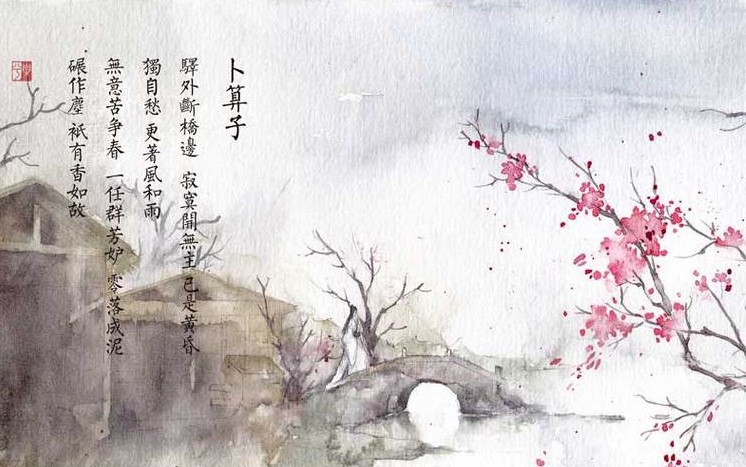 卜算子
驛外斷橋邊 寂寞開無主 已是黃昏
獨自愁 更著風和雨
無意苦争春 一任群芳妒 零落成泥
碾作塵 衹有香如故